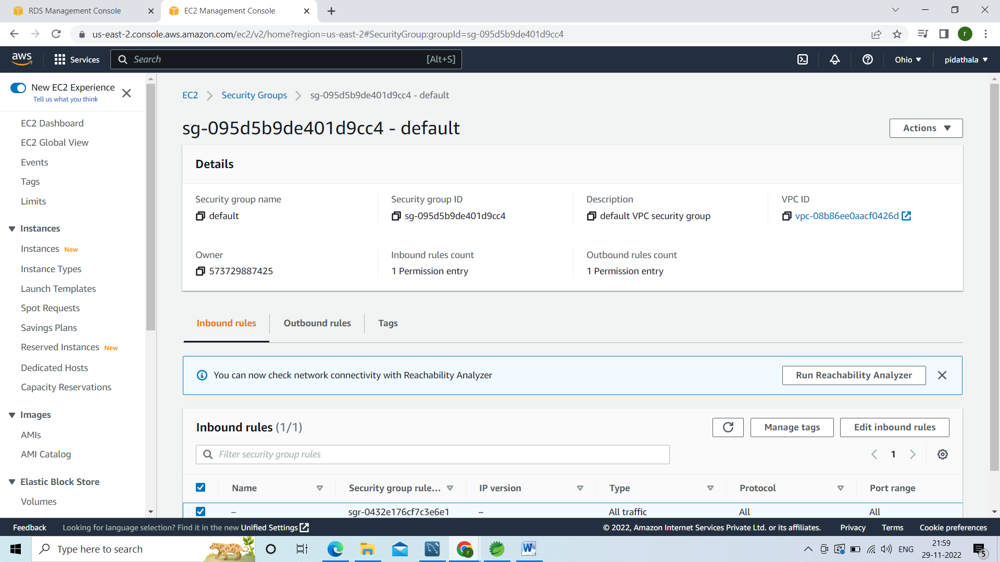 RDS Management Console
EC2 Management Console
us-east-2.console.aws.amazon.com/ec2/v2/home?region=us-east-2#SecurityGroup:groupId=sg-095d5b9de401d9cc4
r
aws
Services
Search
[Alt+S]
Ohio
pidathala
New EC2 Experience
Tell us what you think
EC2 Dashboard
EC2 Global View
Events
Tags
Limits
Instances
Instances New
Instance Types
Launch Templates
Spot Requests
Savings Plans
Reserved Instances New
Dedicated Hosts
Capacity Reservations
Images
AMIs
AMI Catalog
Elastic Block Store
Volumes
EC2
Security Groups
sg-095d5b9de401d9cc4 - default
sg-095d5b9de401d9cc4 - default
Actions
Details
Security group name
default
Security group ID
sg-095d5b9de401d9cc4
Description
default VPC security group
VPC ID
vpc-08b86ee0aacf0426d
Owner
573729887425
Inbound rules count
1 Permission entry
Outbound rules count
1 Permission entry
Inbound rules
Outbound rules
Tags
You can now check network connectivity with Reachability Analyzer
Run Reachability Analyzer
Inbound rules (1/1)
Manage tags
Edit inbound rules
Filter security group rules
1
Name
Security group rule...
IP version
Type
Protocol
Port range
–
sgr-0432e176cf7c3e6e1
–
All traffic
All
All
Feedback
Looking for language selection? Find it in the new Unified Settings
© 2022, Amazon Internet Services Private Ltd. or its affiliates.
Privacy
Terms
Cookie preferences
Type here to search
r
W
ENG
21:59
29-11-2022
5